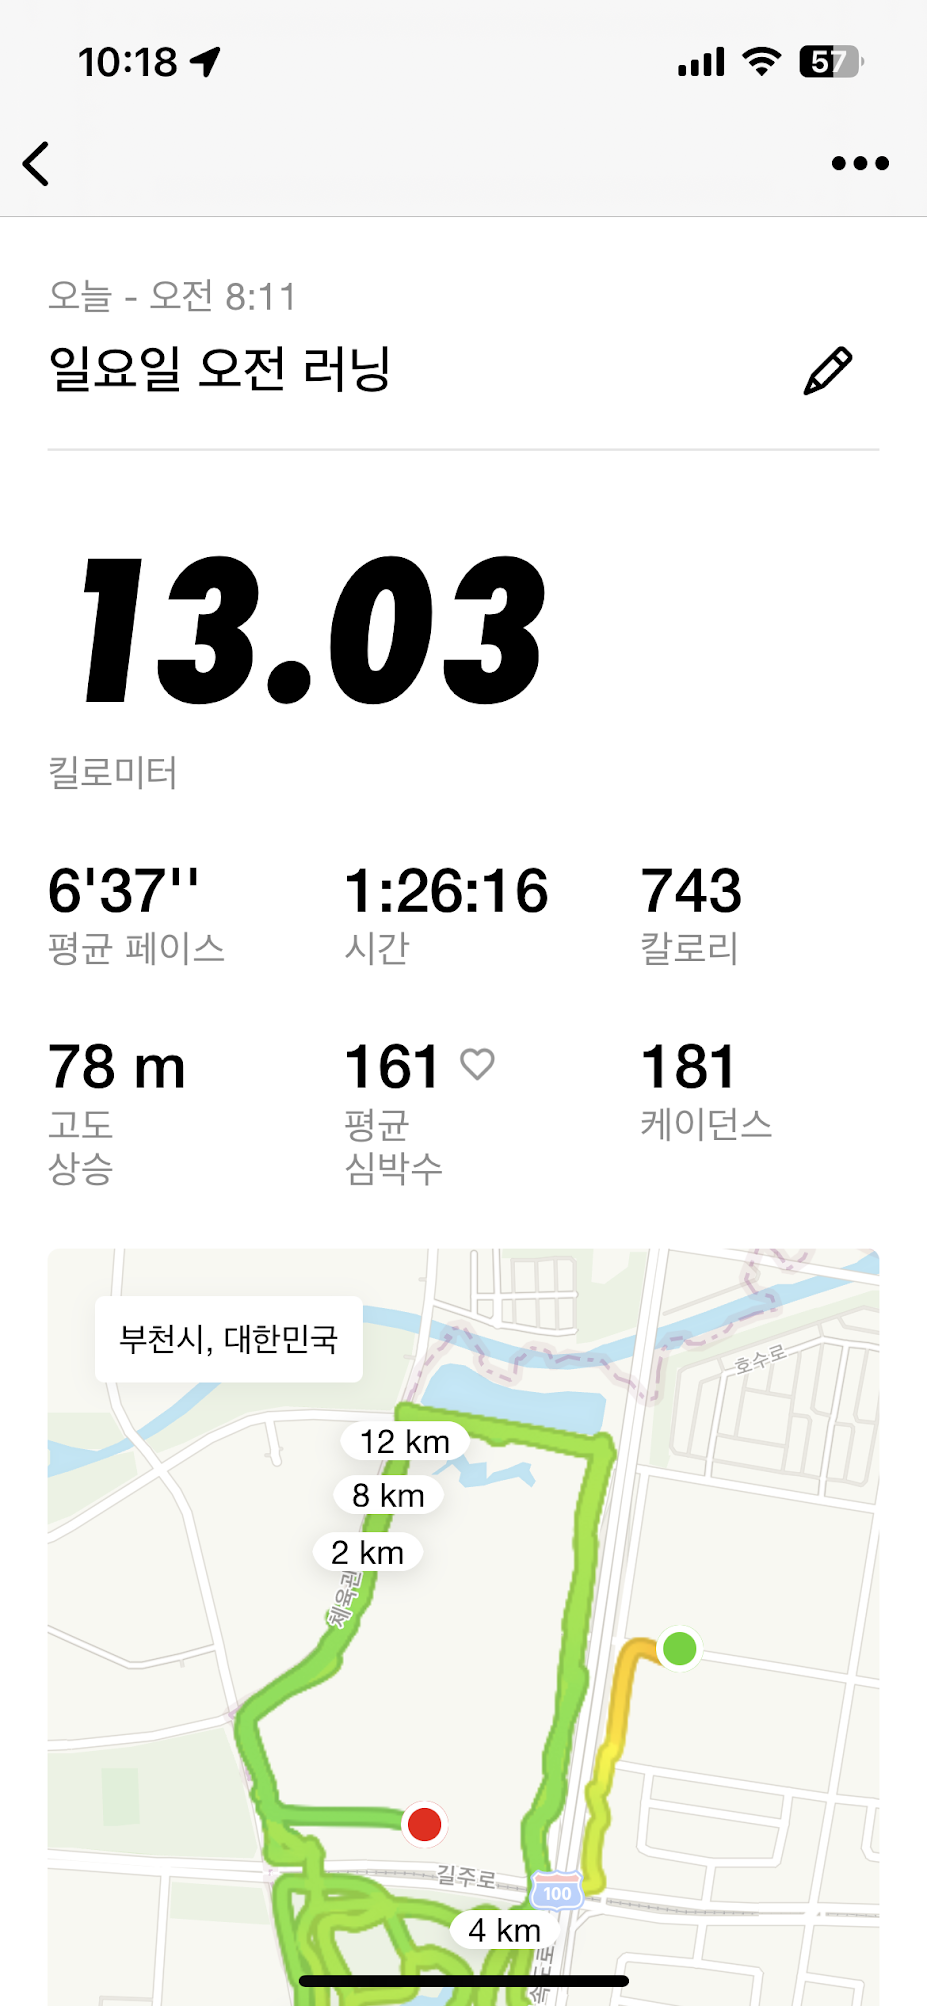 10:18
57
오늘 - 오전 8:11
일요일 오전 러닝
13.03
킬로미터
6'37'' 1:26:16 743
평균 페이스 시간 칼로리
78 m 161 181
고도 평균 케이던스
상승 심박수
부천시, 대한민국
호수로
12 km
8 km
2 km
체육관
길주로
100
4 km